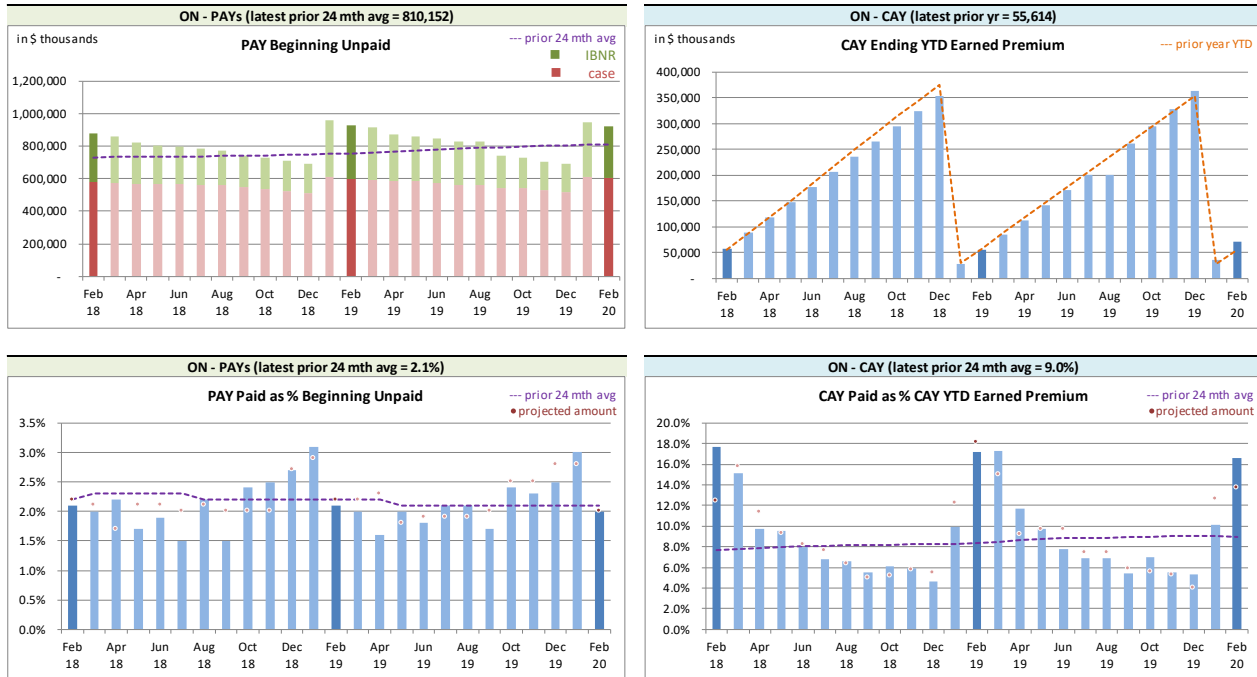 ON - PAYs (latest prior 24 mth avg = 810,152)
in $ thousands
PAY Beginning Unpaid
--- prior 24 mth avg
IBNR
case
1,200,000
1,000,000
800,000
600,000
400,000
200,000
-
Feb Apr Jun Aug Oct Dec Feb Apr Jun Aug Oct Dec Feb
18 18 18 18 18 18 19 19 19 19 19 19 20
ON - CAY (latest prior yr = 55,614)
in $ thousands
CAY Ending YTD Earned Premium
--- prior year YTD
400,000
350,000
300,000
250,000
200,000
150,000
100,000
50,000
-
Feb Apr Jun Aug Oct Dec Feb Apr Jun Aug Oct Dec Feb
18 18 18 18 18 18 19 19 19 19 19 19 20
ON - PAYs (latest prior 24 mth avg = 2.1%)
PAY Paid as % Beginning Unpaid
--- prior 24 mth avg
projected amount
3.5%
3.0%
2.5%
2.0%
1.5%
1.0%
0.5%
0.0%
Feb Apr Jun Aug Oct Dec Feb Apr Jun Aug Oct Dec Feb
18 18 18 18 18 18 19 19 19 19 19 19 20
ON - CAY (latest prior 24 mth avg = 9.0%)
CAY Paid as % CAY YTD Earned Premium
--- prior 24 mth avg
projected amount
20.0%
18.0%
16.0%
14.0%
12.0%
10.0%
8.0%
6.0%
4.0%
2.0%
0.0%
Feb Apr Jun Aug Oct Dec Feb Apr Jun Aug Oct Dec Feb
18 18 18 18 18 18 19 19 19 19 19 19 20